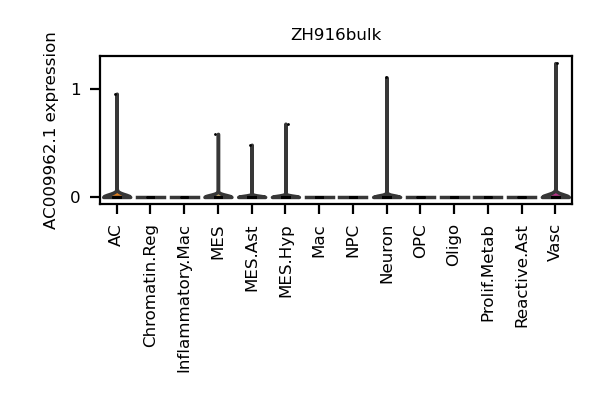 ZH916bulk
AC009962.1 expression
1
0
AC
Chromatin.Reg
Inflammatory.Mac
MES
MES.Ast
MES.Hyp
Mac
NPC
Neuron
OPC
Oligo
Prolif.Metab
Reactive.Ast
Vasc